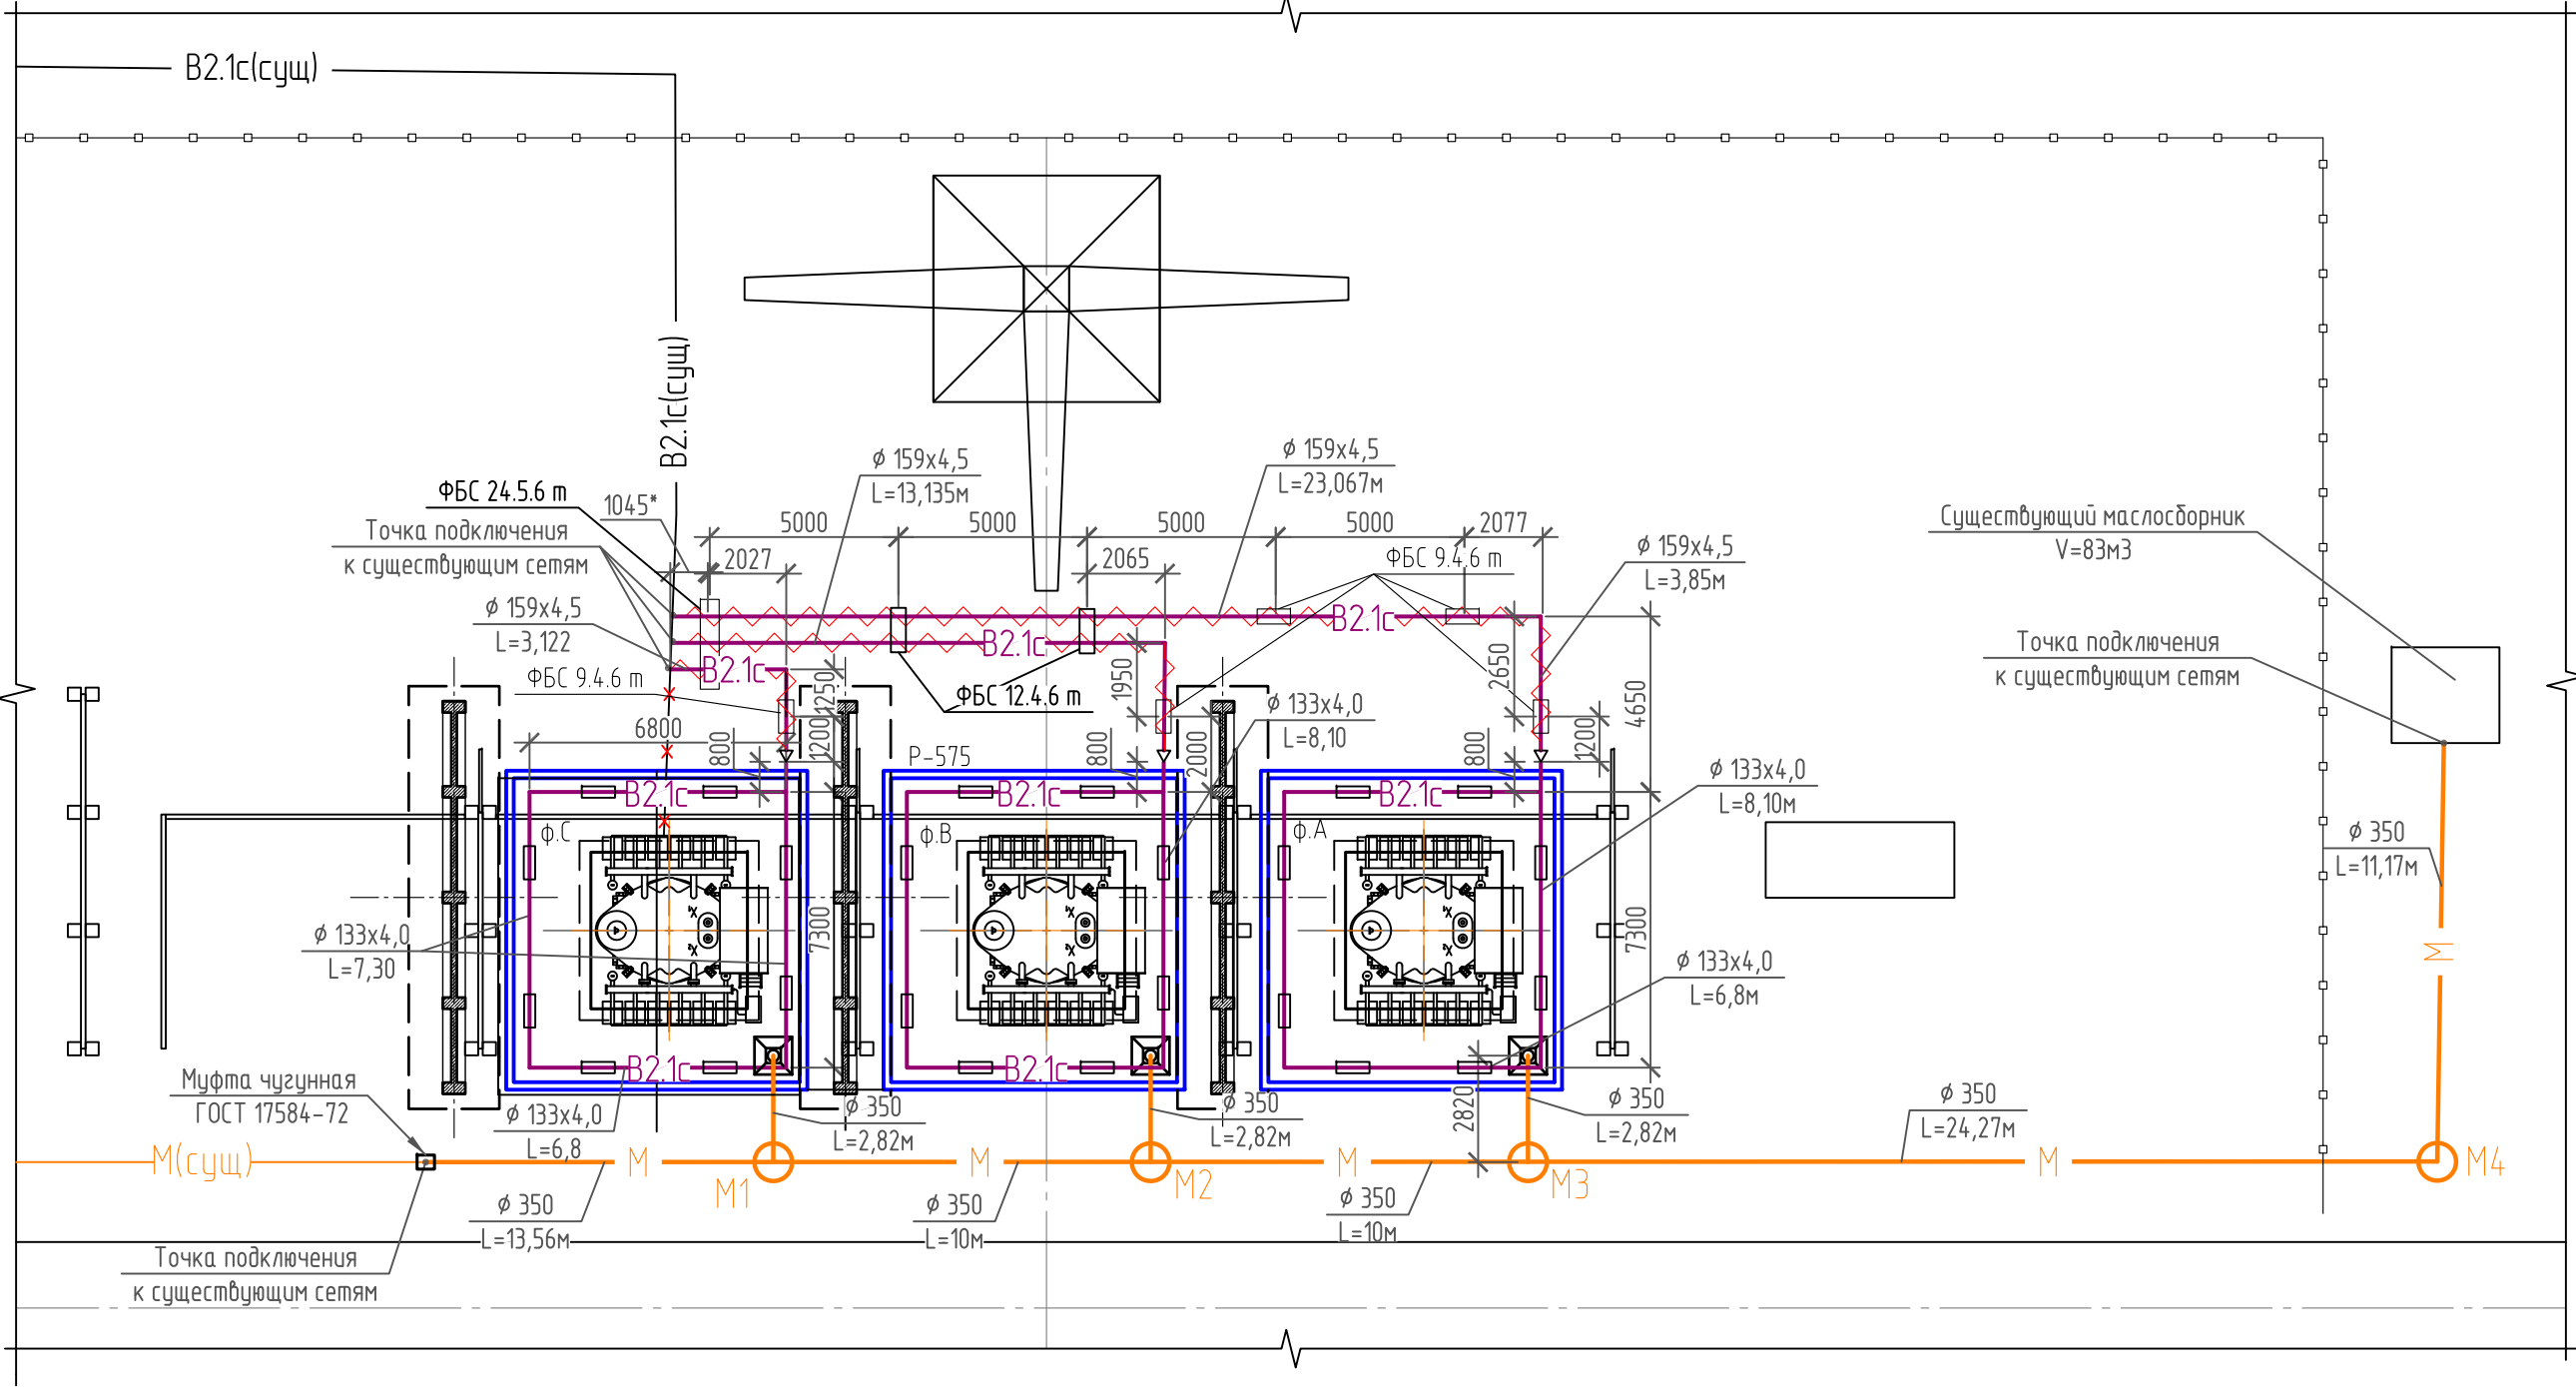 В2.1с(сущ)
В2.1с(сущ)
ϕ 159х4,5
L=13,135м
ϕ 159х4,5
L=23,067м
ФБС 24.5.6 т
1045*
Точка подключения
к существующим сетям
5000
5000
5000
5000
2077
2027
2065
ФБС 9.4.6 т
ϕ 159х4,5
L=3,85м
Существующий маслосборник
V=83м3
ϕ 159х4,5
L=3,122
В2.1с
В2.1с
В2.1с
Точка подключения
к существующим сетям
ФБС 9.4.6 т
1250
1950
2650
4650
ФБС 12.4.6 т
ϕ 133х4,0
L=8,10
6800
800
1200
Р-575
800
2000
800
1200
ϕ 133х4,0
L=8,10м
В2.1с
В2.1с
В2.1с
ф.С
ф.В
ф.А
ϕ 350
L=11,17м
ϕ 133х4,0
L=7,30
7300
7300
М
ϕ 133х4,0
L=6,8м
В2.1с
В2.1с
Муфта чугунная
ГОСТ 17584-72
ϕ 133х4,0
L=6,8
ϕ 350
L=2,82м
ϕ 350
L=2,82м
2820
ϕ 350
L=2,82м
ϕ 350
L=24,27м
М(сущ)
М
М
М
М
М1
М2
М3
М4
ϕ 350
L=13,56м
ϕ 350
L=10м
ϕ 350
L=10м
Точка подключения
к существующим сетям